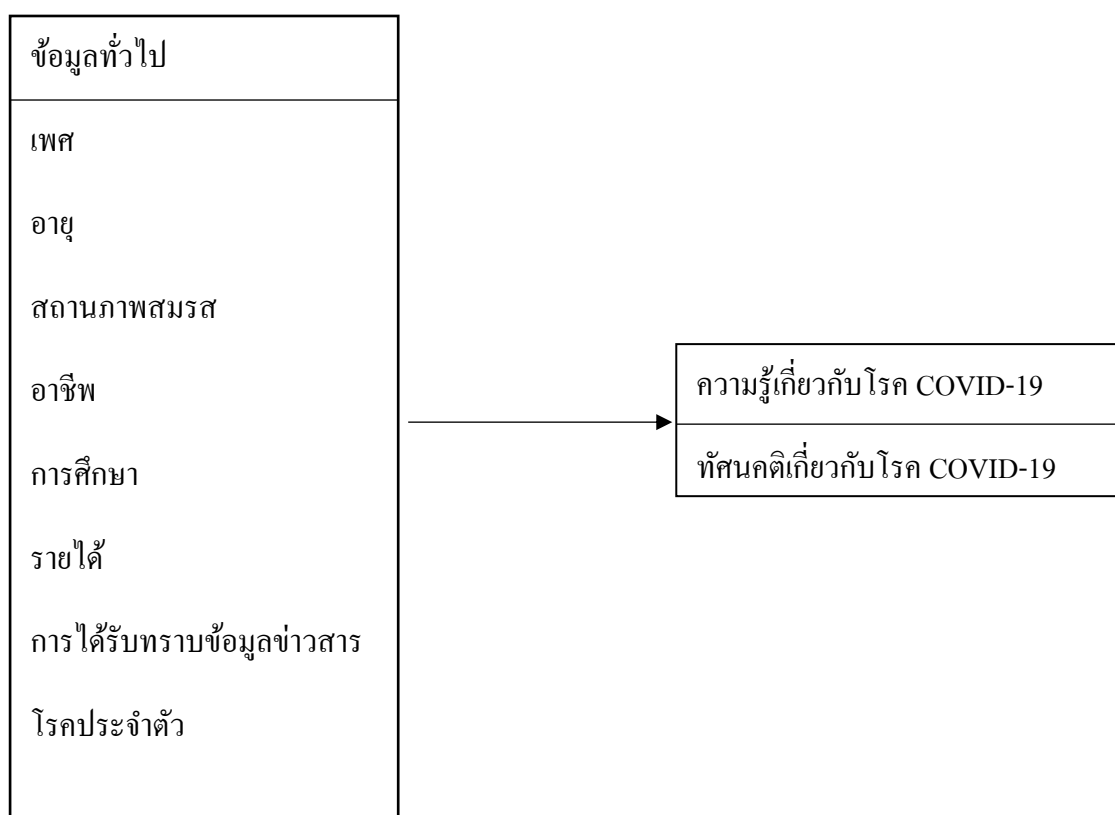 ข้อมูลทั่วไป
เพศ
อายุ
สถานภาพสมรส
อาชีพ
การศึกษา
รายได้
การได้รับทราบข้อมูลข่าวสาร
โรคประจำตัว
ความรู้เกี่ยวกับโรค COVID-19
ทัศนคติเกี่ยวกับโรค COVID-19